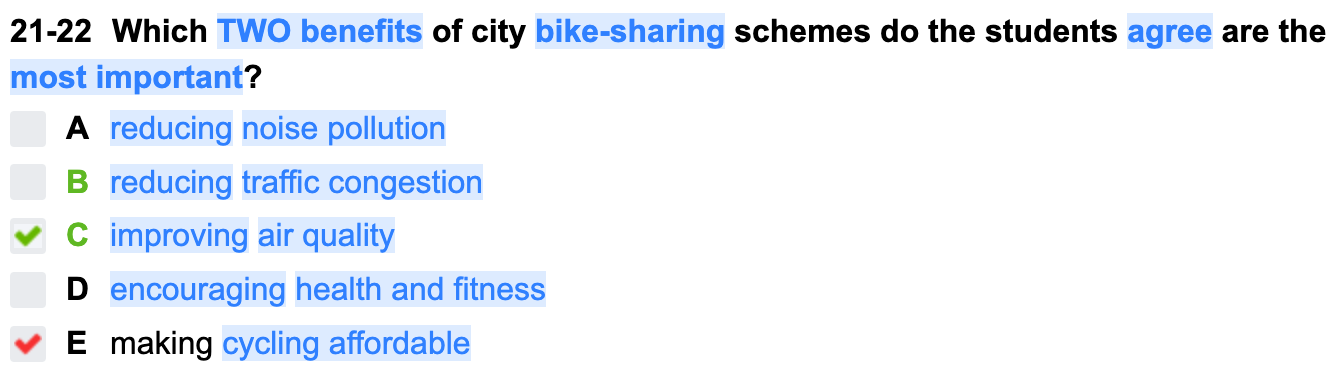 21-22 Which TWO benefits of city bike-sharing schemes do the students agree are the
most important?
A reducing noise pollution
B reducing traffic congestion
C improving air quality
D encouraging health and fitness
E making cycling affordable